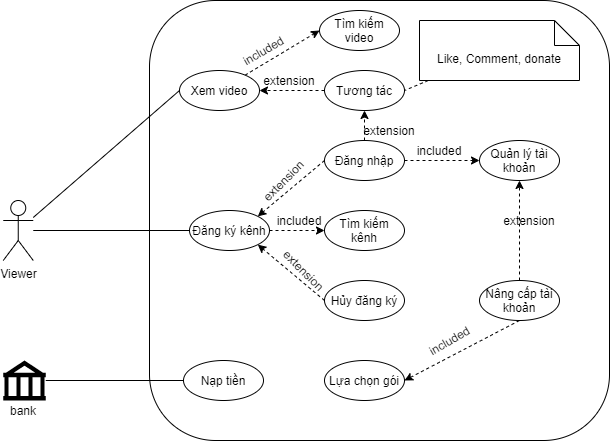 Tìm kiếm
video
included
Like, Comment, donate
Xem video
extension
Tương tác
extension
Đăng nhập
included
Quản lý tài
khoản
extension
Viewer
Đăng ký kênh
included
Tìm kiếm
kênh
extension
extension
Hủy đăng ký
Nâng cấp tài
khoản
included
bank
Nạp tiền
Lựa chọn gói